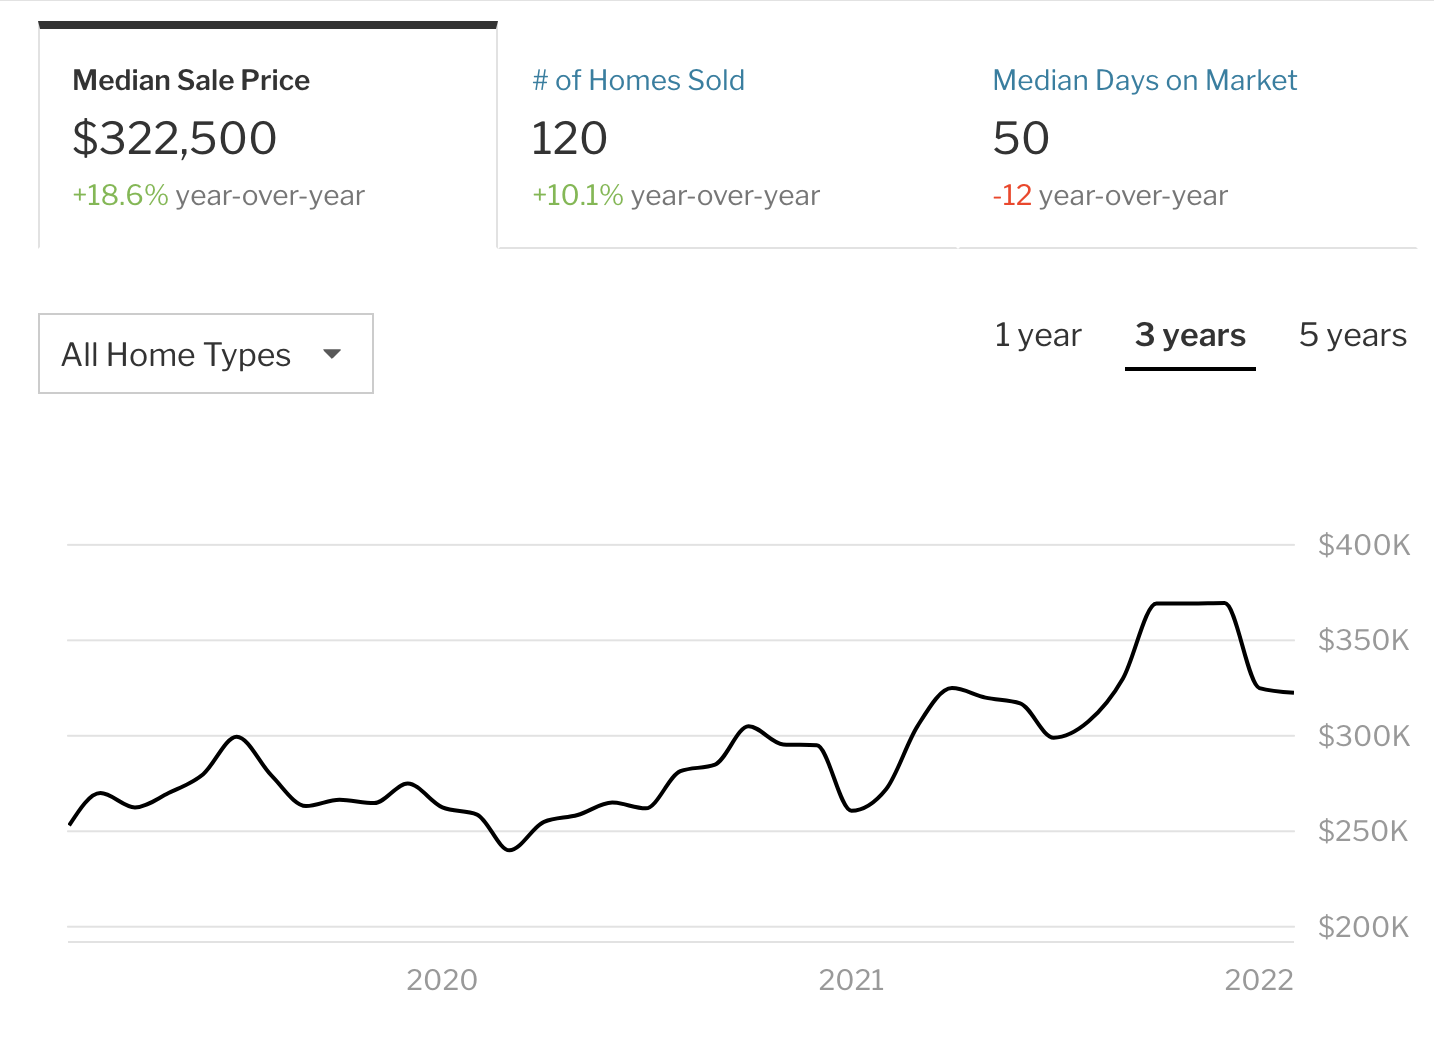 Median Sale Price
$322,500
+18.6% year-over-year
# of Homes Sold
120
+10.1% year-over-year
Median Days on Market
50
-12 year-over-year
All Home Types
1 year
3 years
5 years
$400K
$350K
$300K
$250K
$200K
2020
2021
2022